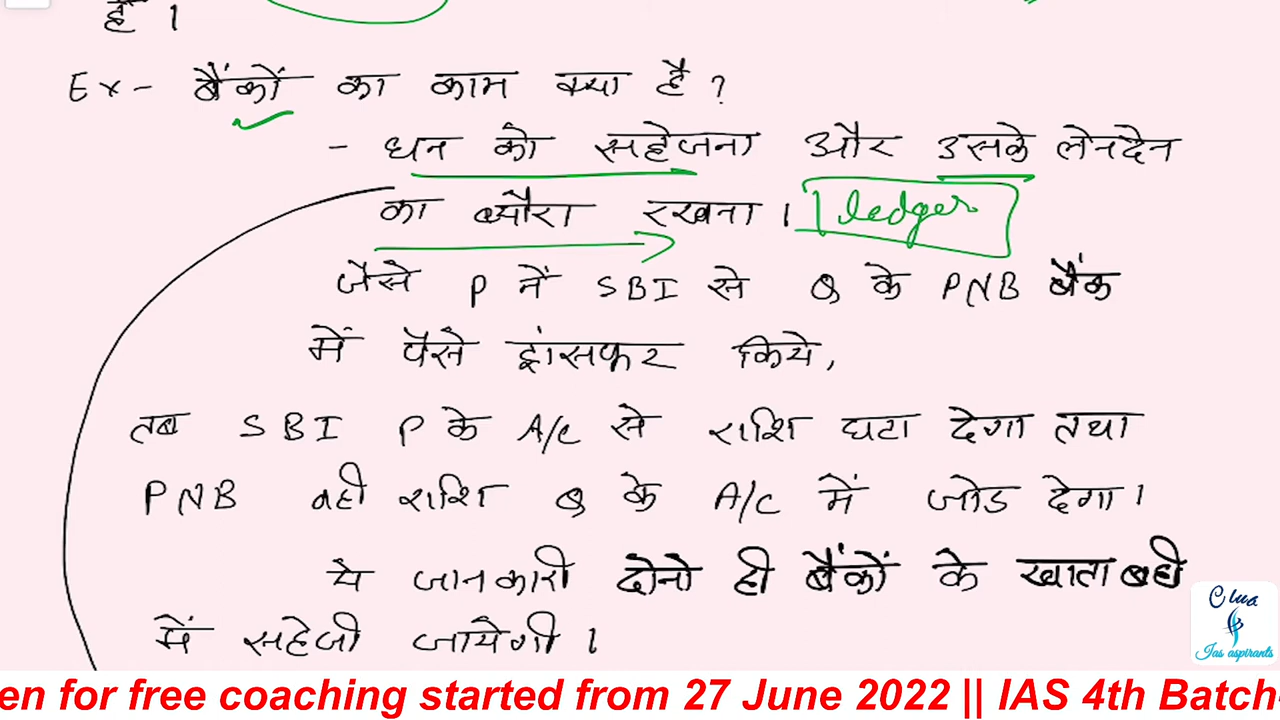 है ।
Ex - बैंकों का काम क्या है ?
- धन को सहेजना और उसके लेनदेन
का ब्यौरा रखना । ledger
जैसे P नें SBI से Q के PNB बैंक
में पैसे ट्रांसफर किये,
तब SBI P के A/C से राशि घटा देगा तथा
PNB वही राशि Q के A/C में जोड देगा ।
ये जानकारी दोनो ही बैंकों के खाता बही
में सहेजी जायेगी ।
Clue
Ias aspirants
en for free coaching started from 27 June 2022 || IAS 4th Batch